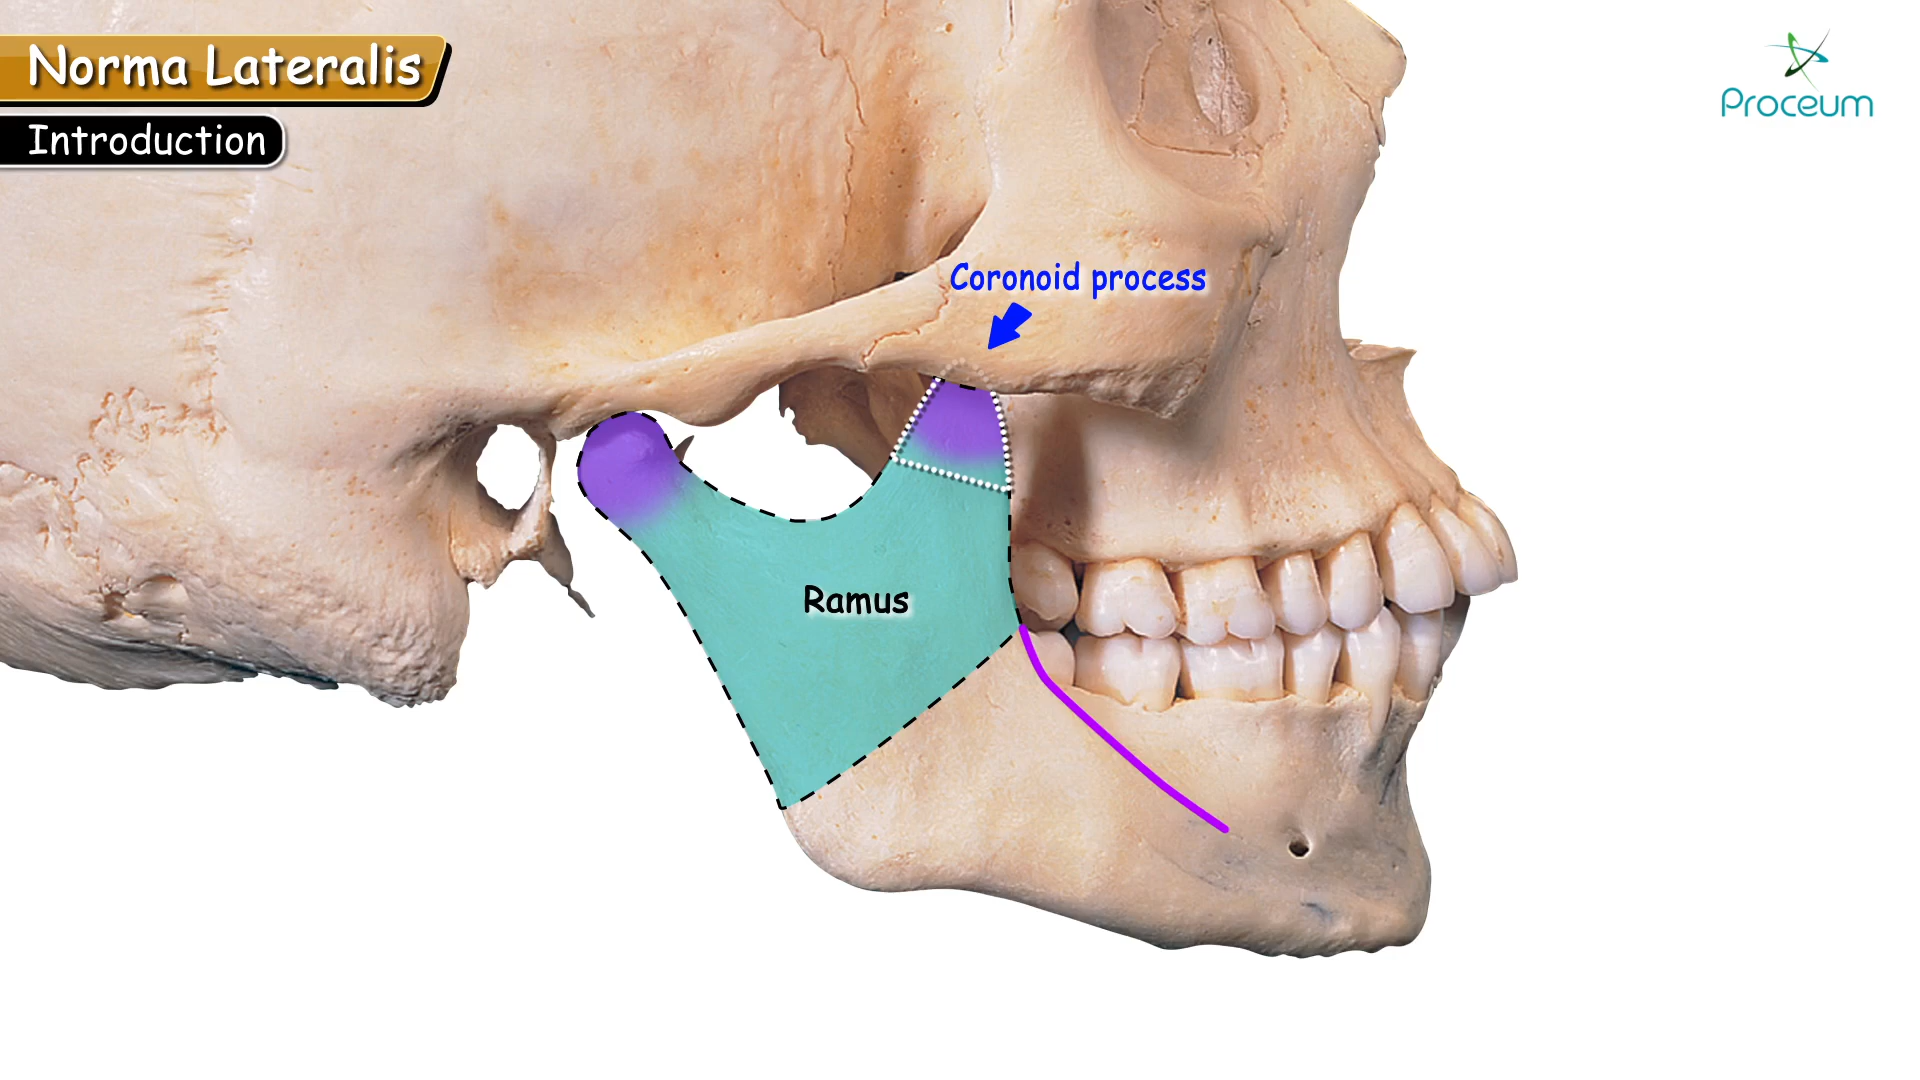 Norma Lateralis
Introduction
Proceum
Coronoid process
Ramus